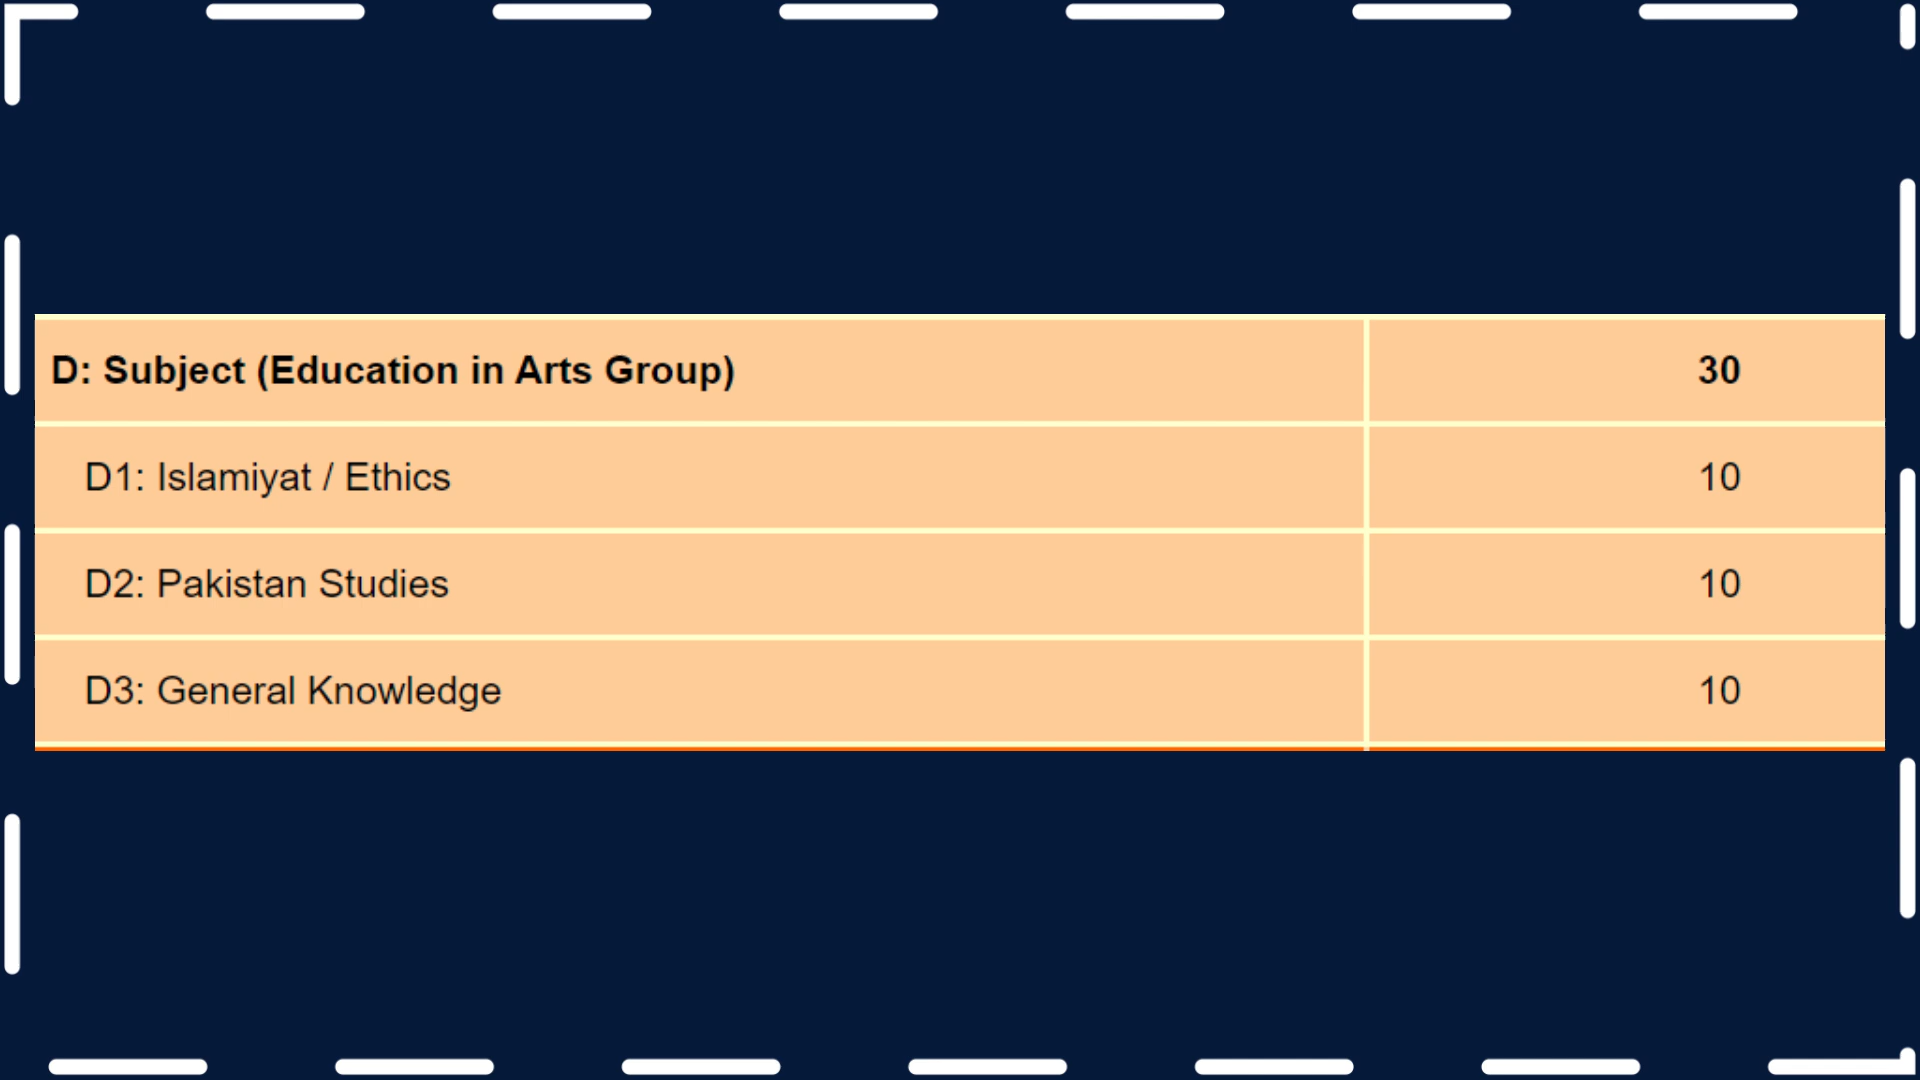 D: Subject (Education in Arts Group) 30
D1: Islamiyat / Ethics 10
D2: Pakistan Studies 10
D3: General Knowledge 10